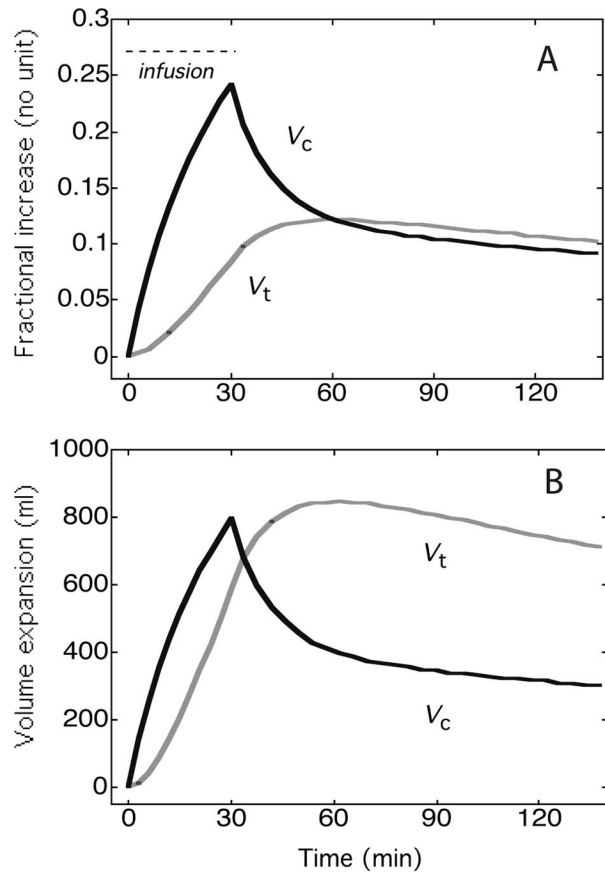 0.3
A
infusion
0.25
0.2
Vc
0.15
0.1
Vt
0.05
0
0 30 60 90 120
Fractional increase (no unit)
1000
B
800
Vt
600
400
Vc
200
0
0 30 60 90 120
Volume expansion (ml)
Time (min)